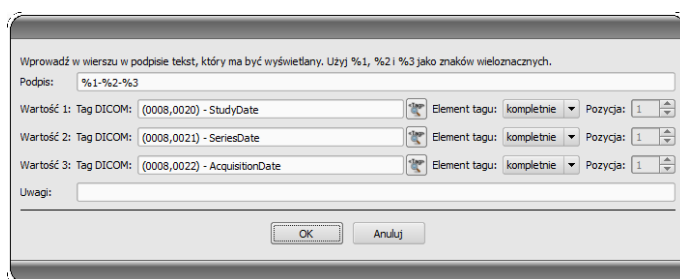 Wprowadź w wierszu w podpisie tekst, który ma być wyświetlany. Użyj %1, %2 i %3 jako znaków wieloznacznych.
Podpis: %1-%2-%3
Wartość 1: Tag DICOM: (0008,0020) - StudyDate Element tagu: kompletnie Pozycja: 1
Wartość 2: Tag DICOM: (0008,0021) - SeriesDate Element tagu: kompletnie Pozycja: 1
Wartość 3: Tag DICOM: (0008,0022) - AcquisitionDate Element tagu: kompletnie Pozycja: 1
Uwagi:
OK Anuluj